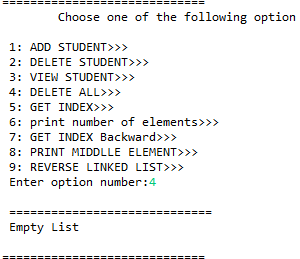 =============================
Choose one of the following option
1: ADD STUDENT>>>
2: DELETE STUDENT>>>
3: VIEW STUDENT>>>
4: DELETE ALL>>>
5: GET INDEX>>>
6: print number of elements>>>
7: GET INDEX Backward>>>
8: PRINT MIDDLLE ELEMENT>>>
9: REVERSE LINKED LIST>>>
Enter option number:4
=============================
Empty List
=============================